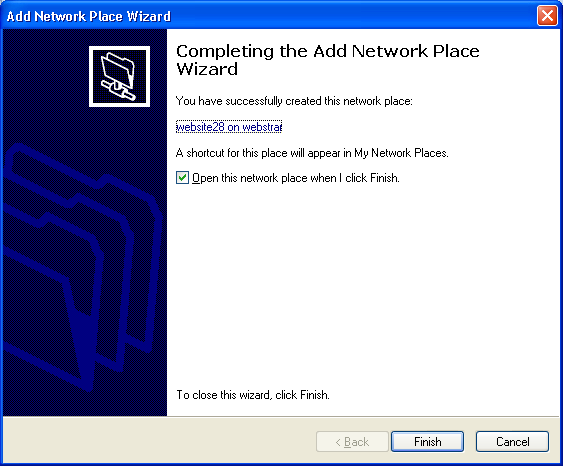 Add Network Place Wizard
Completing the Add Network Place
Wizard
You have successfully created this network place:
website28 on webstrar
A shortcut for this place will appear in My Network Places.
Open this network place when I click Finish.
To close this wizard, click Finish.
< Back Finish Cancel